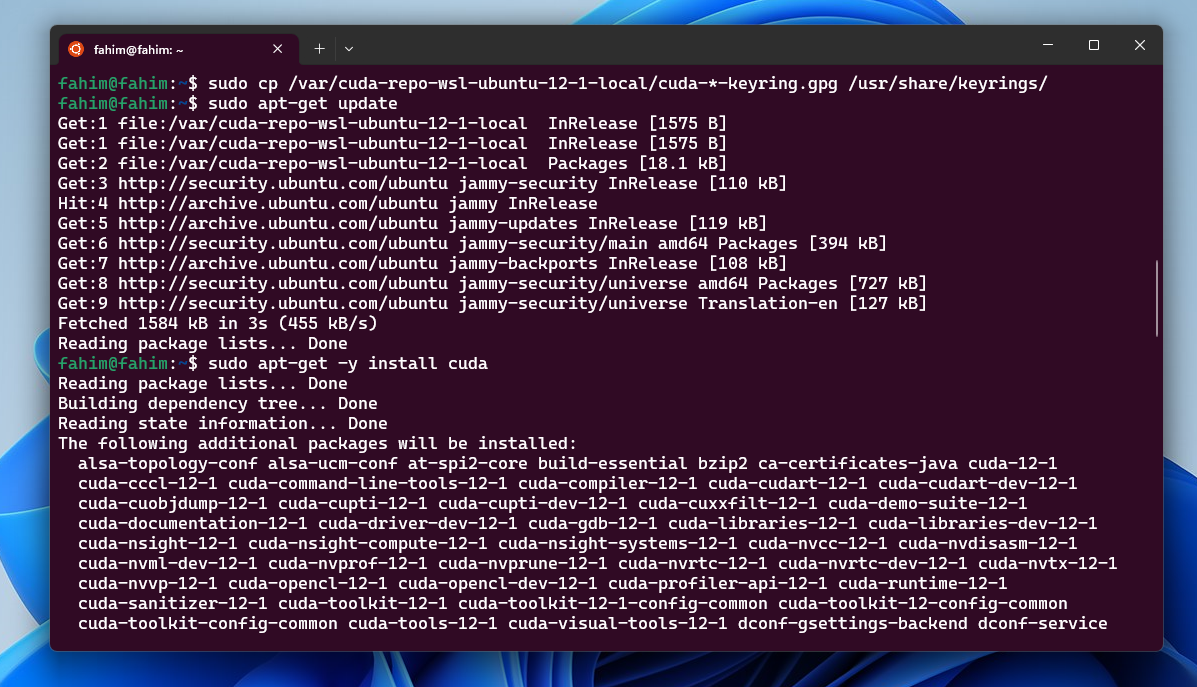 fahim@fahim: ~
fahim@fahim:~$ sudo cp /var/cuda-repo-wsl-ubuntu-12-1-local/cuda-*-keyring.gpg /usr/share/keyrings/
fahim@fahim:~$ sudo apt-get update
Get:1 file:/var/cuda-repo-wsl-ubuntu-12-1-local  InRelease [1575 B]
Get:1 file:/var/cuda-repo-wsl-ubuntu-12-1-local  InRelease [1575 B]
Get:2 file:/var/cuda-repo-wsl-ubuntu-12-1-local  Packages [18.1 kB]
Get:3 http://security.ubuntu.com/ubuntu jammy-security InRelease [110 kB]
Hit:4 http://archive.ubuntu.com/ubuntu jammy InRelease
Get:5 http://archive.ubuntu.com/ubuntu jammy-updates InRelease [119 kB]
Get:6 http://security.ubuntu.com/ubuntu jammy-security/main amd64 Packages [394 kB]
Get:7 http://archive.ubuntu.com/ubuntu jammy-backports InRelease [108 kB]
Get:8 http://security.ubuntu.com/ubuntu jammy-security/universe amd64 Packages [727 kB]
Get:9 http://security.ubuntu.com/ubuntu jammy-security/universe Translation-en [127 kB]
Fetched 1584 kB in 3s (455 kB/s)
Reading package lists... Done
fahim@fahim:~$ sudo apt-get -y install cuda
Reading package lists... Done
Building dependency tree... Done
Reading state information... Done
The following additional packages will be installed:
  alsa-topology-conf alsa-ucm-conf at-spi2-core build-essential bzip2 ca-certificates-java cuda-12-1
  cuda-cccl-12-1 cuda-command-line-tools-12-1 cuda-compiler-12-1 cuda-cudart-12-1 cuda-cudart-dev-12-1
  cuda-cuobjdump-12-1 cuda-cupti-12-1 cuda-cupti-dev-12-1 cuda-cuxxfilt-12-1 cuda-demo-suite-12-1
  cuda-documentation-12-1 cuda-driver-dev-12-1 cuda-gdb-12-1 cuda-libraries-12-1 cuda-libraries-dev-12-1
  cuda-nsight-12-1 cuda-nsight-compute-12-1 cuda-nsight-systems-12-1 cuda-nvcc-12-1 cuda-nvdisasm-12-1
  cuda-nvml-dev-12-1 cuda-nvprof-12-1 cuda-nvprune-12-1 cuda-nvrtc-12-1 cuda-nvrtc-dev-12-1 cuda-nvtx-12-1
  cuda-nvvp-12-1 cuda-opencl-12-1 cuda-opencl-dev-12-1 cuda-profiler-api-12-1 cuda-runtime-12-1
  cuda-sanitizer-12-1 cuda-toolkit-12-1 cuda-toolkit-12-1-config-common cuda-toolkit-12-config-common
  cuda-toolkit-config-common cuda-tools-12-1 cuda-visual-tools-12-1 dconf-gsettings-backend dconf-service